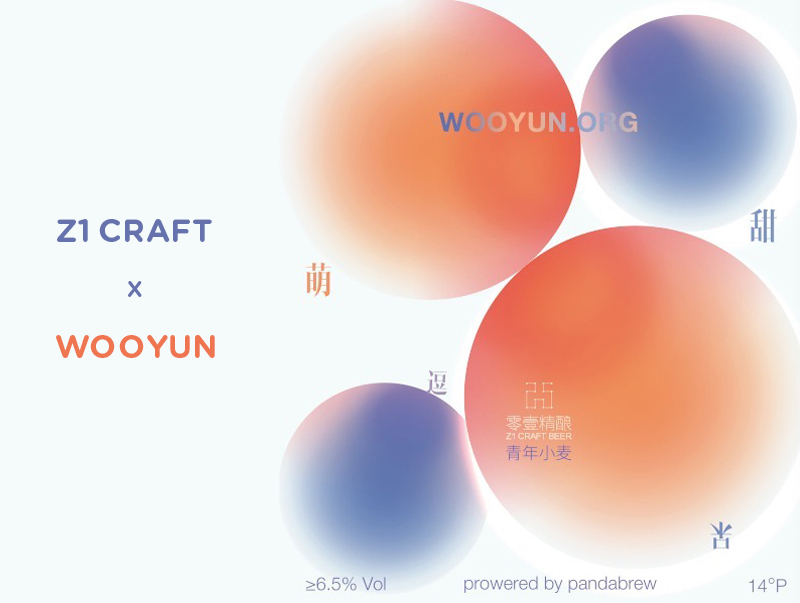 Z1 CRAFT
x
WOOYUN
WOOYUN.ORG
甜
萌
逗
零壹精酿
Z1 CRAFT BEER
青年小麦
≥6.5% Vol
prowered by pandabrew
14°P